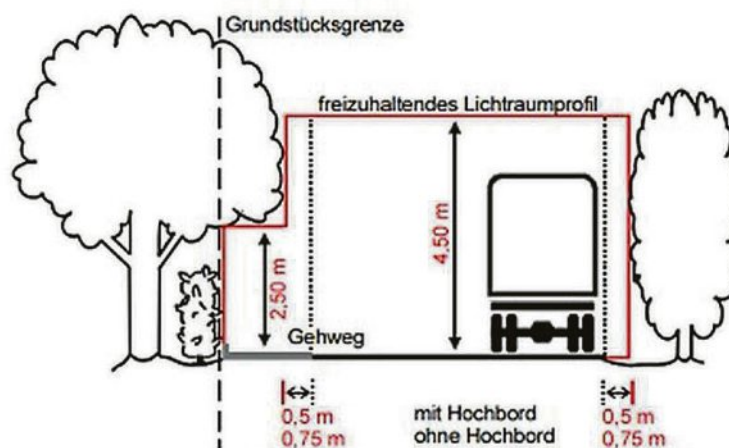 Grundstücksgrenze
freizuhaltendes Lichtraumprofil
4,50 m
2,50 m
Gehweg
0,5 m mit Hochbord 0,5 m
0,75 m ohne Hochbord 0,75 m